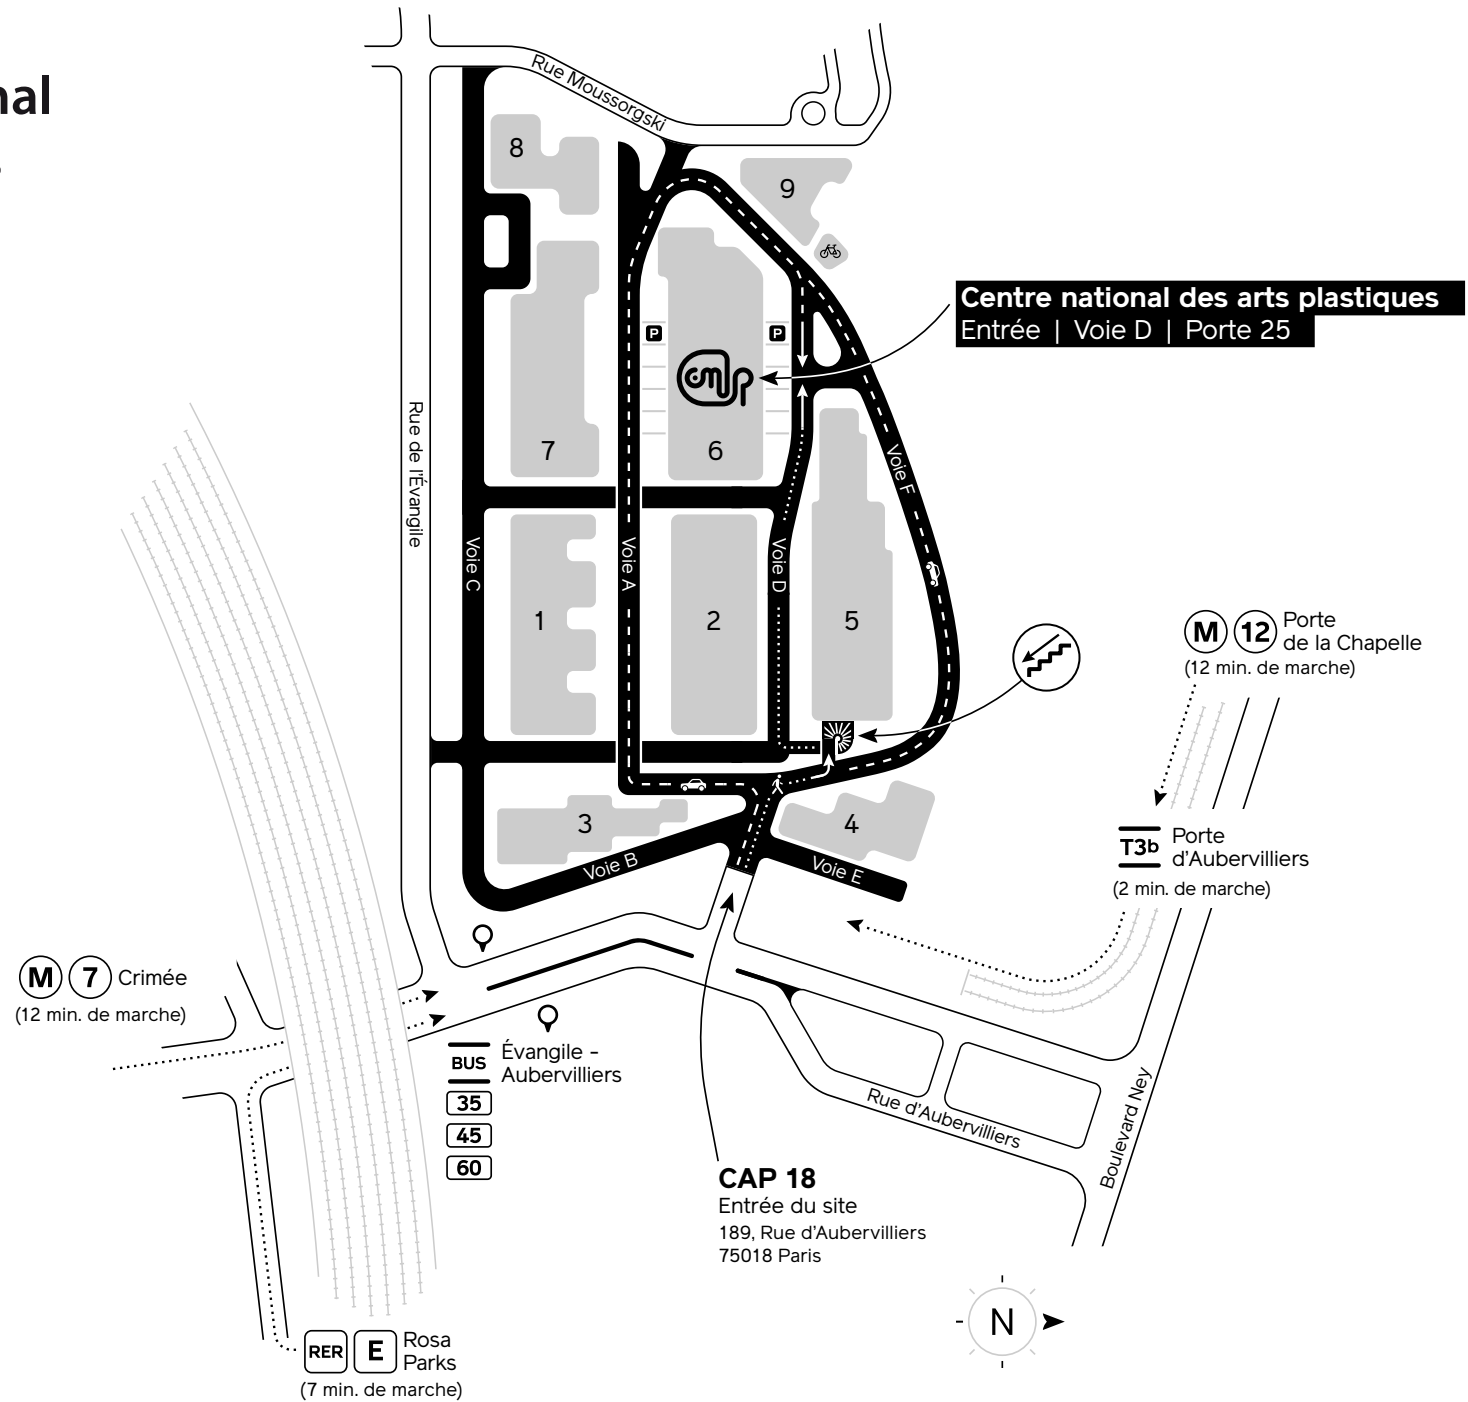 nal
Rue Moussorgski
8
9
Centre national des arts plastiques
Entrée | Voie D | Porte 25
P
P
cnap
7
6
Rue de l'Évangile
Voie F
Voie C
Voie A
Voie D
1
2
5
M 12 Porte
de la Chapelle
(12 min. de marche)
3
4
Voie B
Voie E
T3b Porte
d'Aubervilliers
(2 min. de marche)
M 7 Crimée
(12 min. de marche)
BUS Évangile -
Aubervilliers
35
45
60
Rue d'Aubervilliers
Boulevard Ney
CAP 18
Entrée du site
189, Rue d'Aubervilliers
75018 Paris
N
RER E Rosa
Parks
(7 min. de marche)